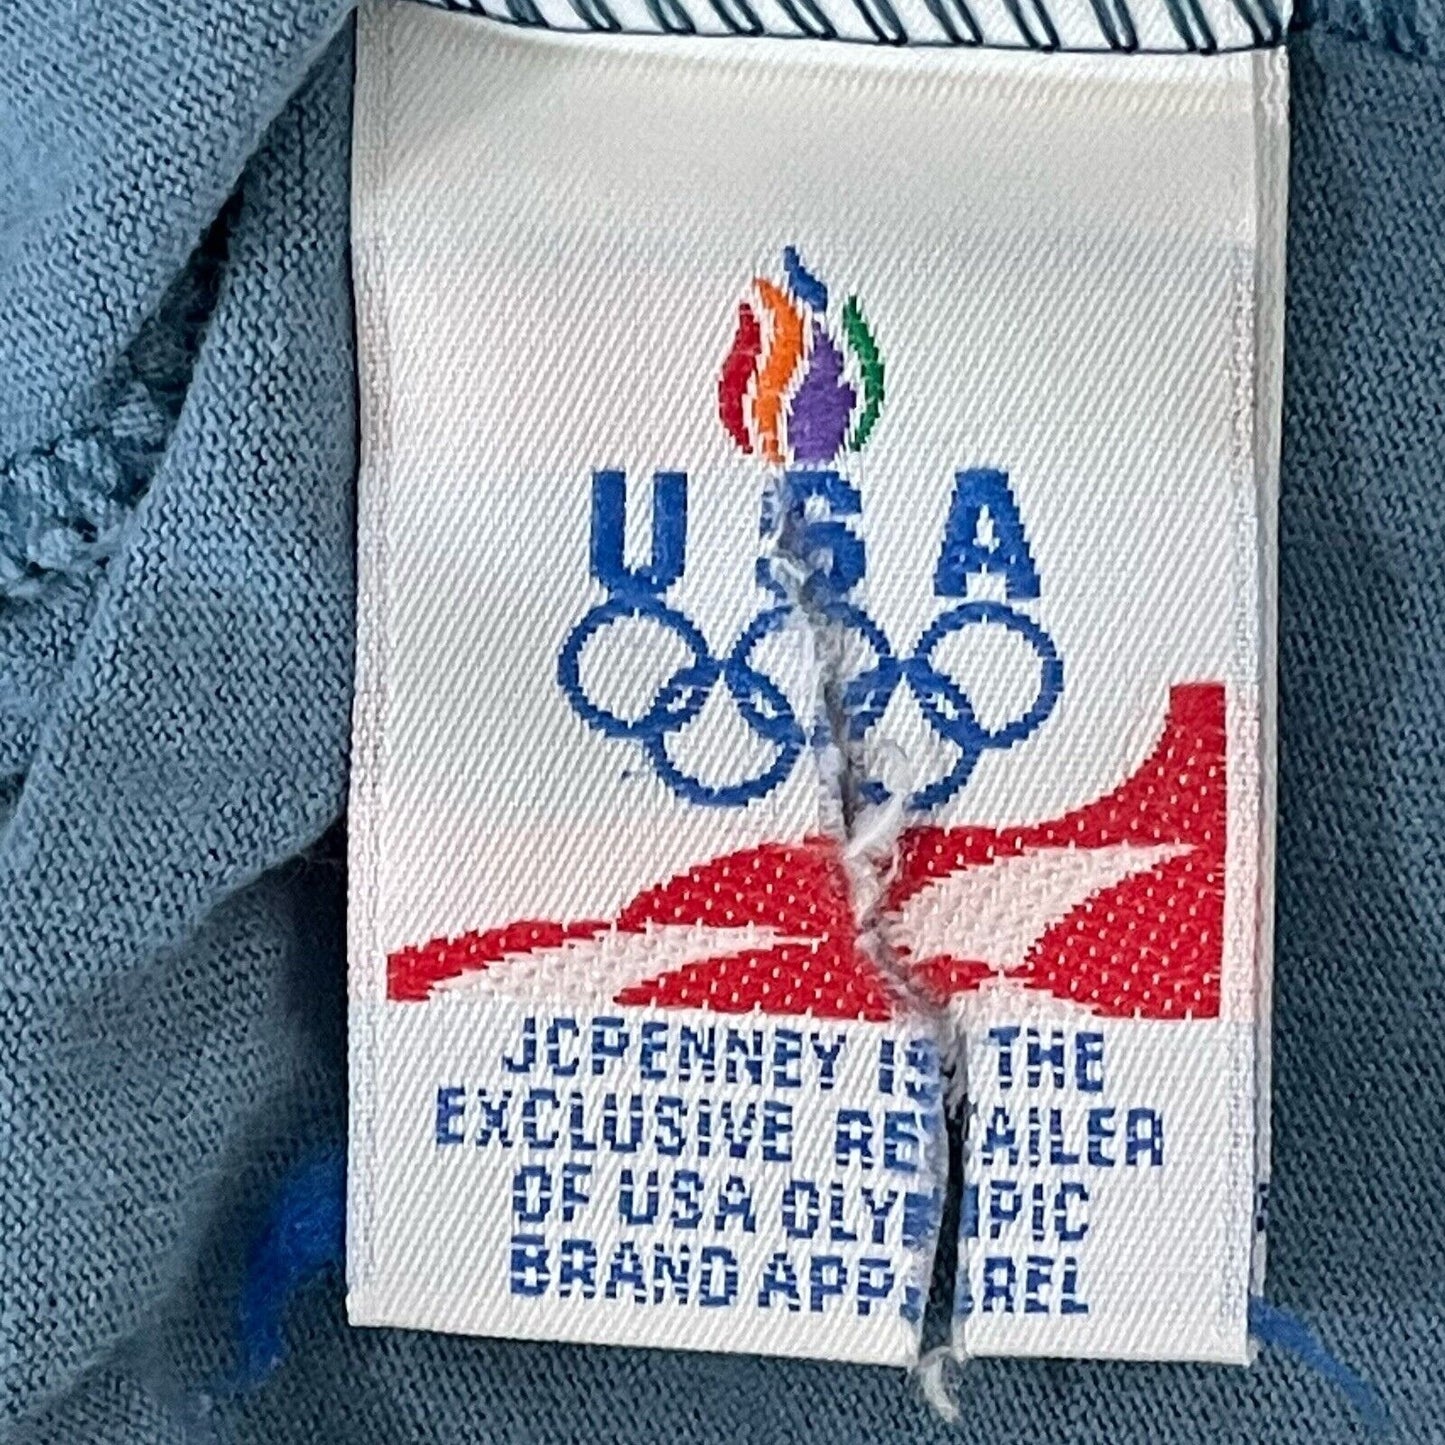 USA
JCPENNEY IS THE
EXCLUSIVE RETAILER
OF USA OLYMPIC
BRAND APPAREL